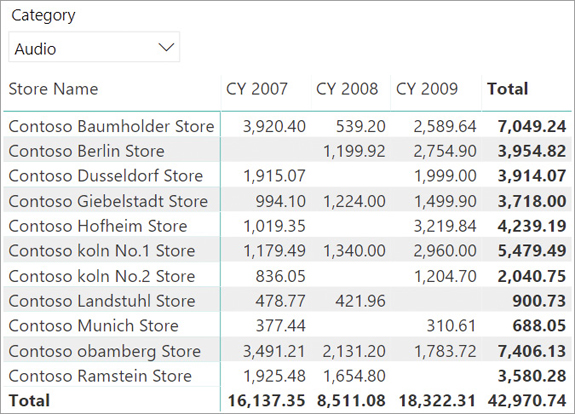 Category
Audio
Store Name CY 2007 CY 2008 CY 2009 Total
Contoso Baumholder Store 3,920.40 539.20 2,589.64 7,049.24
Contoso Berlin Store 1,199.92 2,754.90 3,954.82
Contoso Dusseldorf Store 1,915.07 1,999.00 3,914.07
Contoso Giebelstadt Store 994.10 1,224.00 1,499.90 3,718.00
Contoso Hofheim Store 1,019.35 3,219.84 4,239.19
Contoso koln No.1 Store 1,179.49 1,340.00 2,960.00 5,479.49
Contoso koln No.2 Store 836.05 1,204.70 2,040.75
Contoso Landstuhl Store 478.77 421.96 900.73
Contoso Munich Store 377.44 310.61 688.05
Contoso obamberg Store 3,491.21 2,131.20 1,783.72 7,406.13
Contoso Ramstein Store 1,925.48 1,654.80 3,580.28
Total 16,137.35 8,511.08 18,322.31 42,970.74